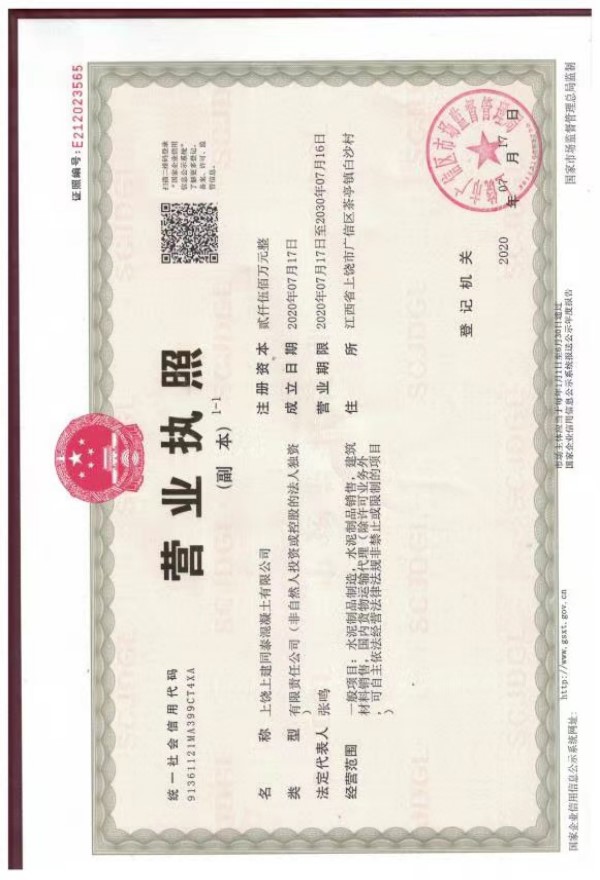 证照编号:E212023565
统一社会信用代码
91361121MA399CT4XA
营业执照
(副 本) 1-1
扫描二维码登录
"国家企业信用
信息公示系统"
了解更多登记、
备案、许可、监
管信息。
名 称 上饶上建同泰混凝土有限公司
类 型 有限责任公司（非自然人投资或控股的法人独资
）
法定代表人 张鸣
经营范围 一般项目：水泥制品制造，水泥制品销售，建筑
材料销售，国内货物运输代理（除许可业务外
，可自主依法经营法律法规非禁止或限制的项目
）
注册资本 贰仟伍佰万元整
成立日期 2020年07月17日
营业期限 2020年07月17日至2030年07月16日
住 所 江西省上饶市广信区茶亭镇白沙村
SCJDGL
登记机关
上饶市广信区市场监督管理局
2020 年 07 月 17 日
国家企业信用信息公示系统网址: http://www.gsxt.gov.cn
市场主体应当于每年1月1日至6月30日通过
国家企业信用信息公示系统报送公示年度报告
国家市场监督管理总局监制